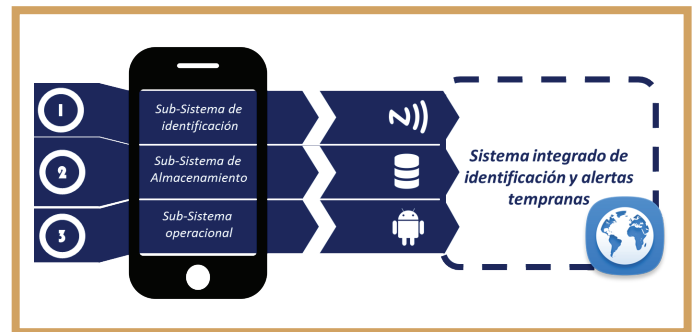 1
Sub-Sistema de
identificación
2
Sub-Sistema de
Almacenamiento
3
Sub-Sistema
operacional
Sistema integrado de
identificación y alertas
tempranas